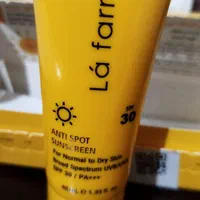 Lá farr
SPF
30
ANTI SPOT
SUNSCREEN
For Normal to Dry Skin
Broad Spectrum UVB/UVA
SPF 30 / PA+++